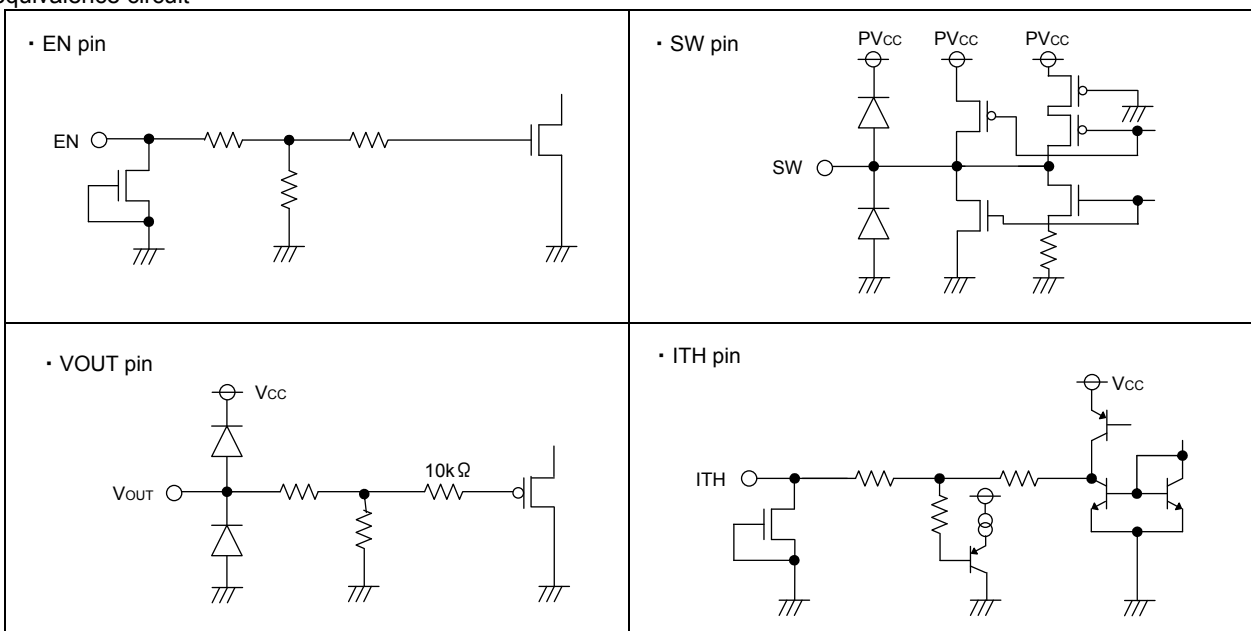 equivalence circuit
・EN pin
EN
・SW pin
PVCC PVCC PVCC
SW
・VOUT pin
VCC
10kΩ
VOUT
・ITH pin
VCC
ITH